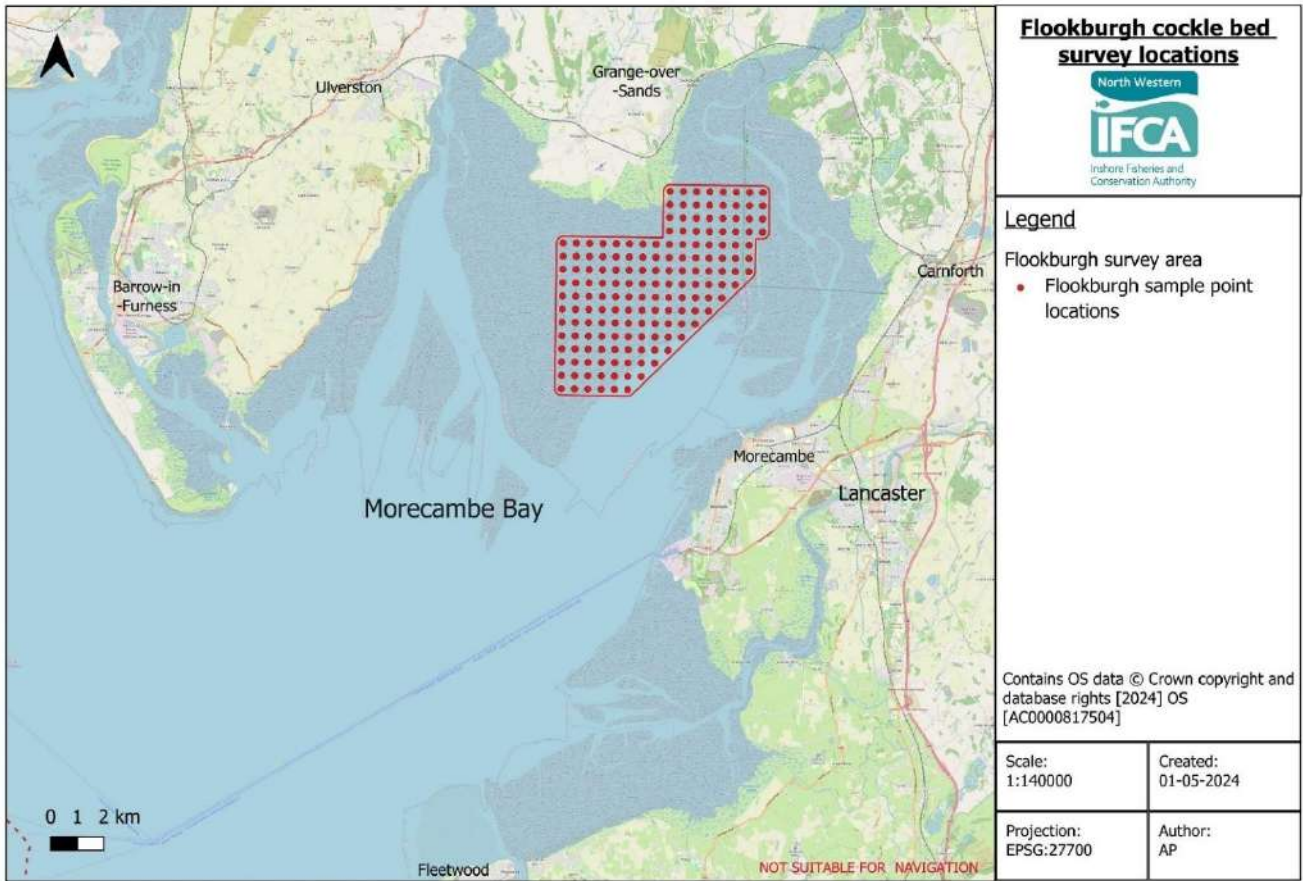 Flookburgh cockle bed
survey locations
North Western
IFCA
Inshore Fisheries and
Conservation Authority
Legend
Flookburgh survey area
Flookburgh sample point
locations
Contains OS data © Crown copyright and
database rights [2024] OS
[AC0000817504]
Scale:
1:140000
Created:
01-05-2024
Projection:
EPSG:27700
Author:
AP
Ulverston
Grange-over
-Sands
Barrow-in
-Furness
Carnforth
Morecambe
Lancaster
Morecambe Bay
0 1 2 km
Fleetwood
NOT SUITABLE FOR NAVIGATION